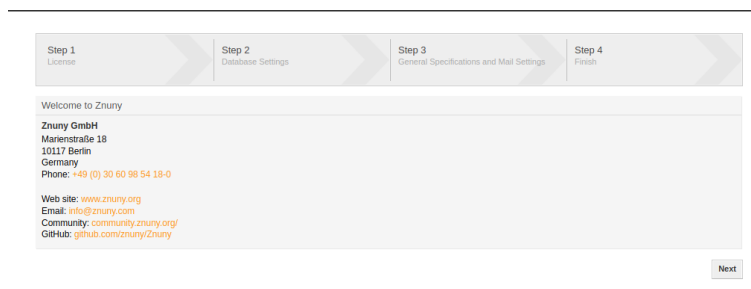 Step 1
License
Step 2
Database Settings
Step 3
General Specifications and Mail Settings
Step 4
Finish
Welcome to Znuny
Znuny GmbH
Marienstraße 18
10117 Berlin
Germany
Phone: +49 (0) 30 60 98 54 18-0
Web site: www.znuny.org
Email: info@znuny.com
Community: community.znuny.org/
GitHub: github.com/znuny/Znuny
Next